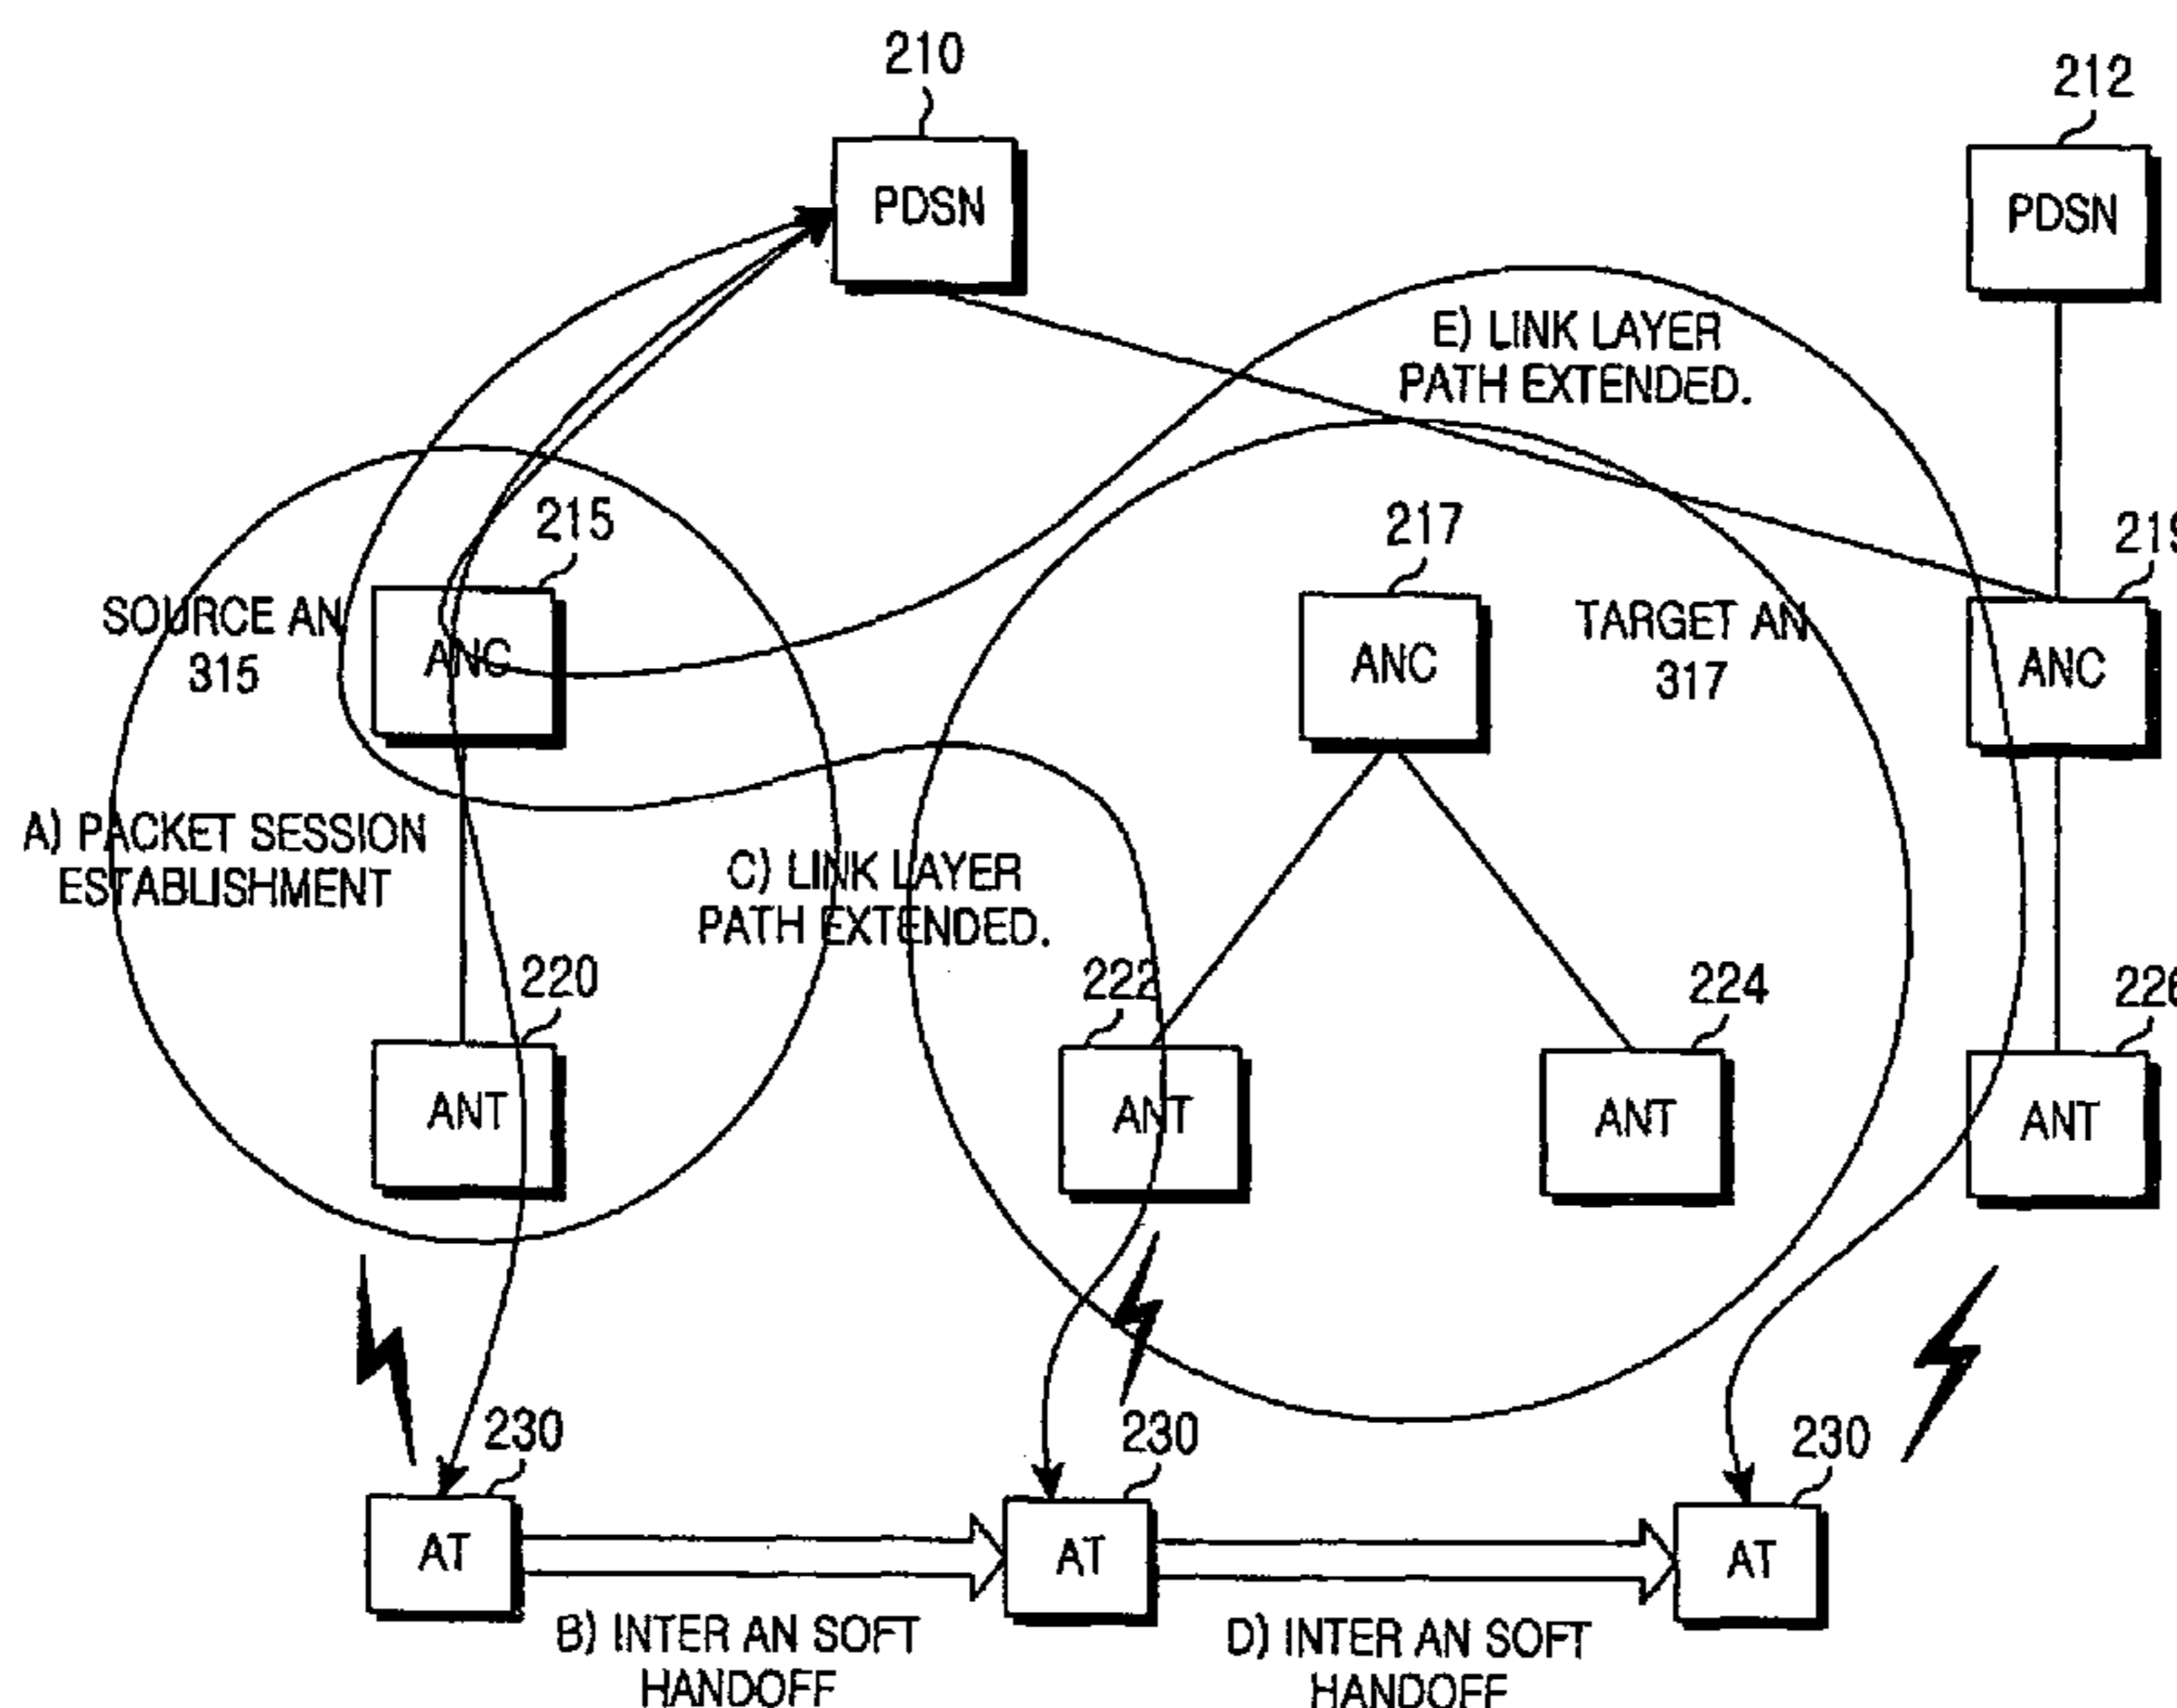 210
212
PDSN
PDSN
E) LINK LAYER
PATH EXTENDED.
215
217
219
SOURCE AN
315
ANC
ANC
TARGET AN
317
ANC
A) PACKET SESSION
ESTABLISHMENT
C) LINK LAYER
PATH EXTENDED.
220
222
224
226
ANT
ANT
ANT
ANT
230
230
230
AT
AT
AT
B) INTER AN SOFT
HANDOFF
D) INTER AN SOFT
HANDOFF